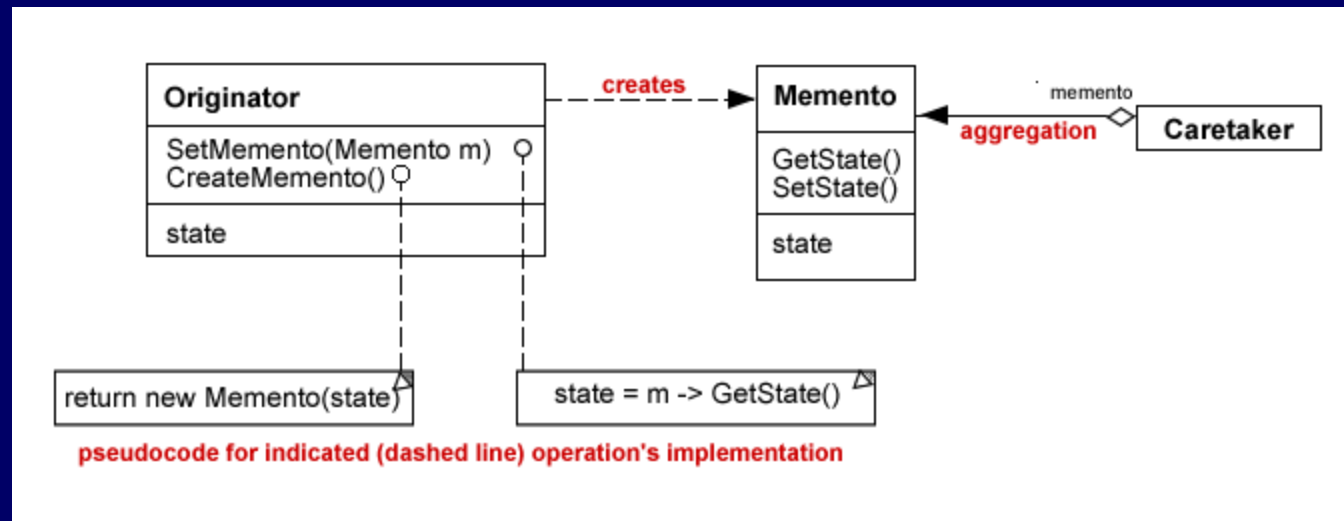 Originator
SetMemento(Memento m)
CreateMemento()
state
creates
Memento
GetState()
SetState()
state
memento
aggregation
Caretaker
return new Memento(state)
state = m -> GetState()
pseudocode for indicated (dashed line) operation's implementation